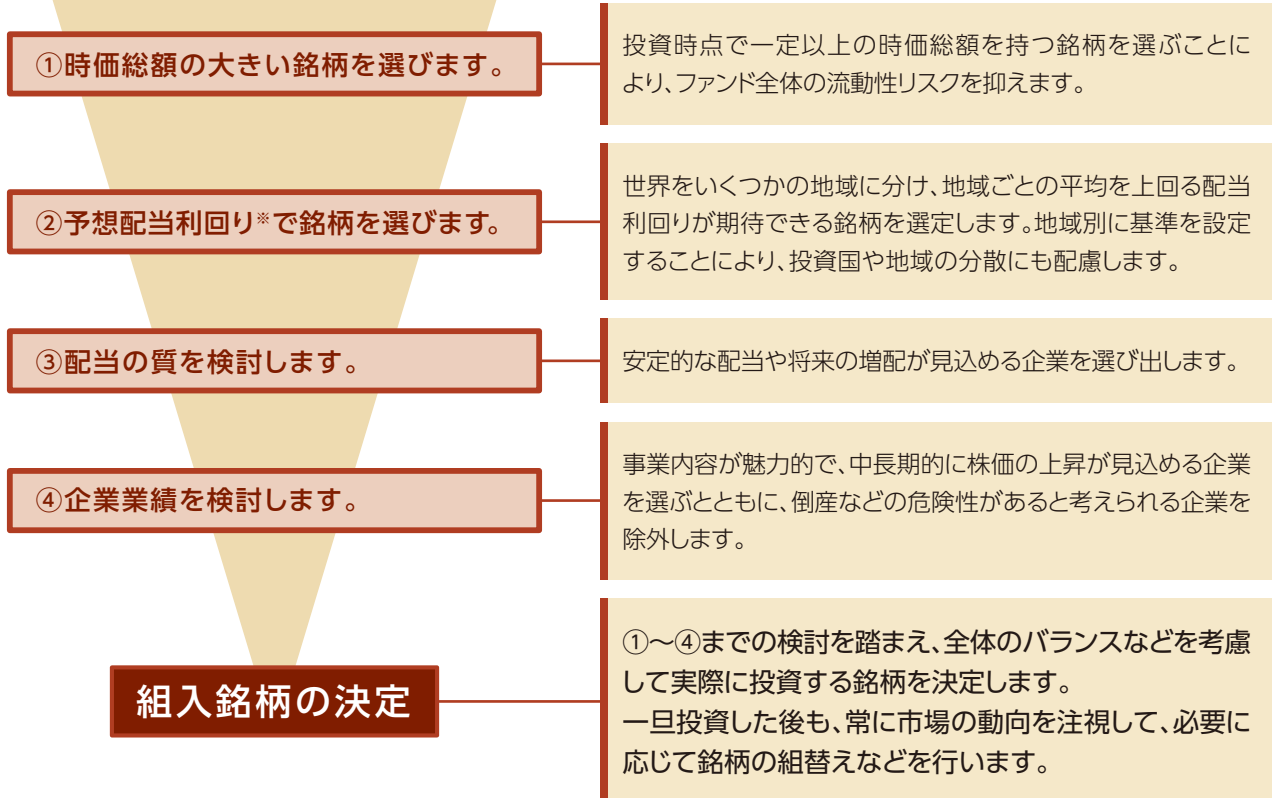 ①時価総額の大きい銘柄を選びます。
投資時点で一定以上の時価総額を持つ銘柄を選ぶことに
より、ファンド全体の流動性リスクを抑えます。
②予想配当利回り※で銘柄を選びます。
世界をいくつかの地域に分け、地域ごとの平均を上回る配当
利回りが期待できる銘柄を選定します。地域別に基準を設定
することにより、投資国や地域の分散にも配慮します。
③配当の質を検討します。
安定的な配当や将来の増配が見込める企業を選び出します。
④企業業績を検討します。
事業内容が魅力的で、中長期的に株価の上昇が見込める企業
を選ぶとともに、倒産などの危険性があると考えられる企業を
除外します。
組入銘柄の決定
①〜④までの検討を踏まえ、全体のバランスなどを考慮
して実際に投資する銘柄を決定します。
一旦投資した後も、常に市場の動向を注視して、必要に
応じて銘柄の組替えなどを行います。